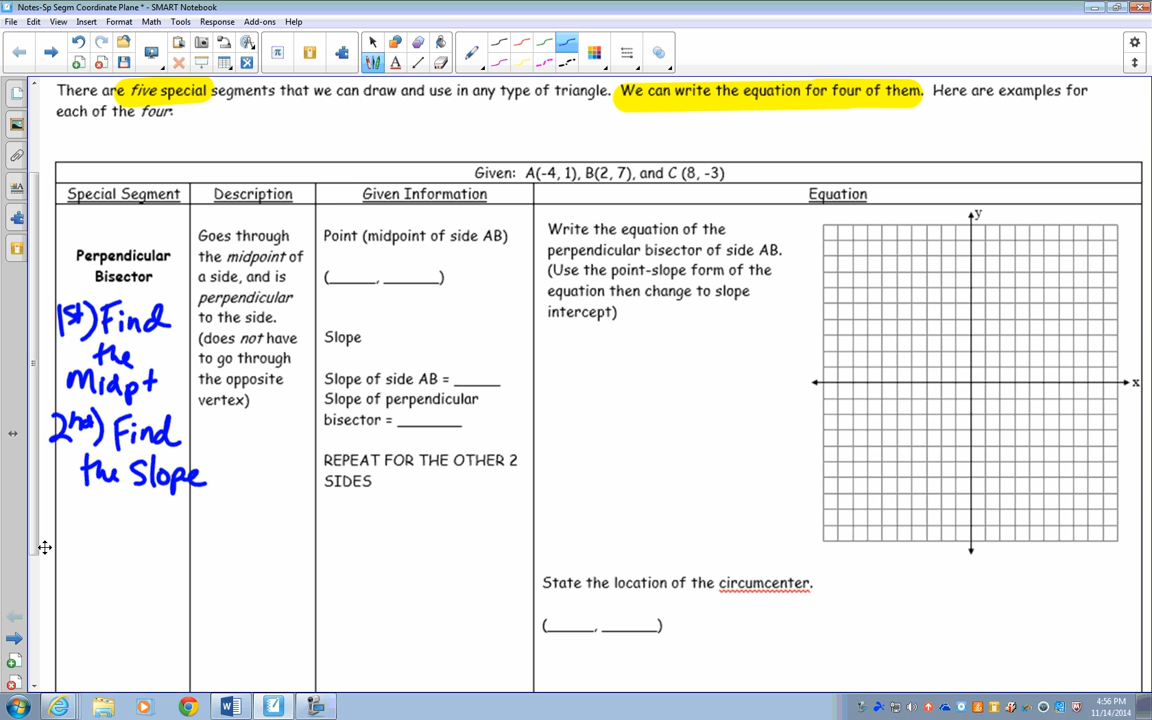 Notes-Sp Segm Coordinate Plane * - SMART Notebook
File Edit View Insert Format Math Tools Response Add-ons Help
There are five special segments that we can draw and use in any type of triangle. We can write the equation for four of them. Here are examples for
each of the four:
Given: A(-4, 1), B(2, 7), and C (8, -3)
Special Segment Description Given Information Equation
Perpendicular
Bisector
1st) Find
the
Midpt
2nd) Find
the Slope
Goes through
the midpoint of
a side, and is
perpendicular
to the side.
(does not have
to go through
the opposite
vertex)
Point (midpoint of side AB)
(______, _______)
Slope
Slope of side AB = ______
Slope of perpendicular
bisector = ________
REPEAT FOR THE OTHER 2
SIDES
Write the equation of the
perpendicular bisector of side AB.
(Use the point-slope form of the
equation then change to slope
intercept)
y
x
State the location of the circumcenter.
(______, _______)
4:56 PM
11/14/2014